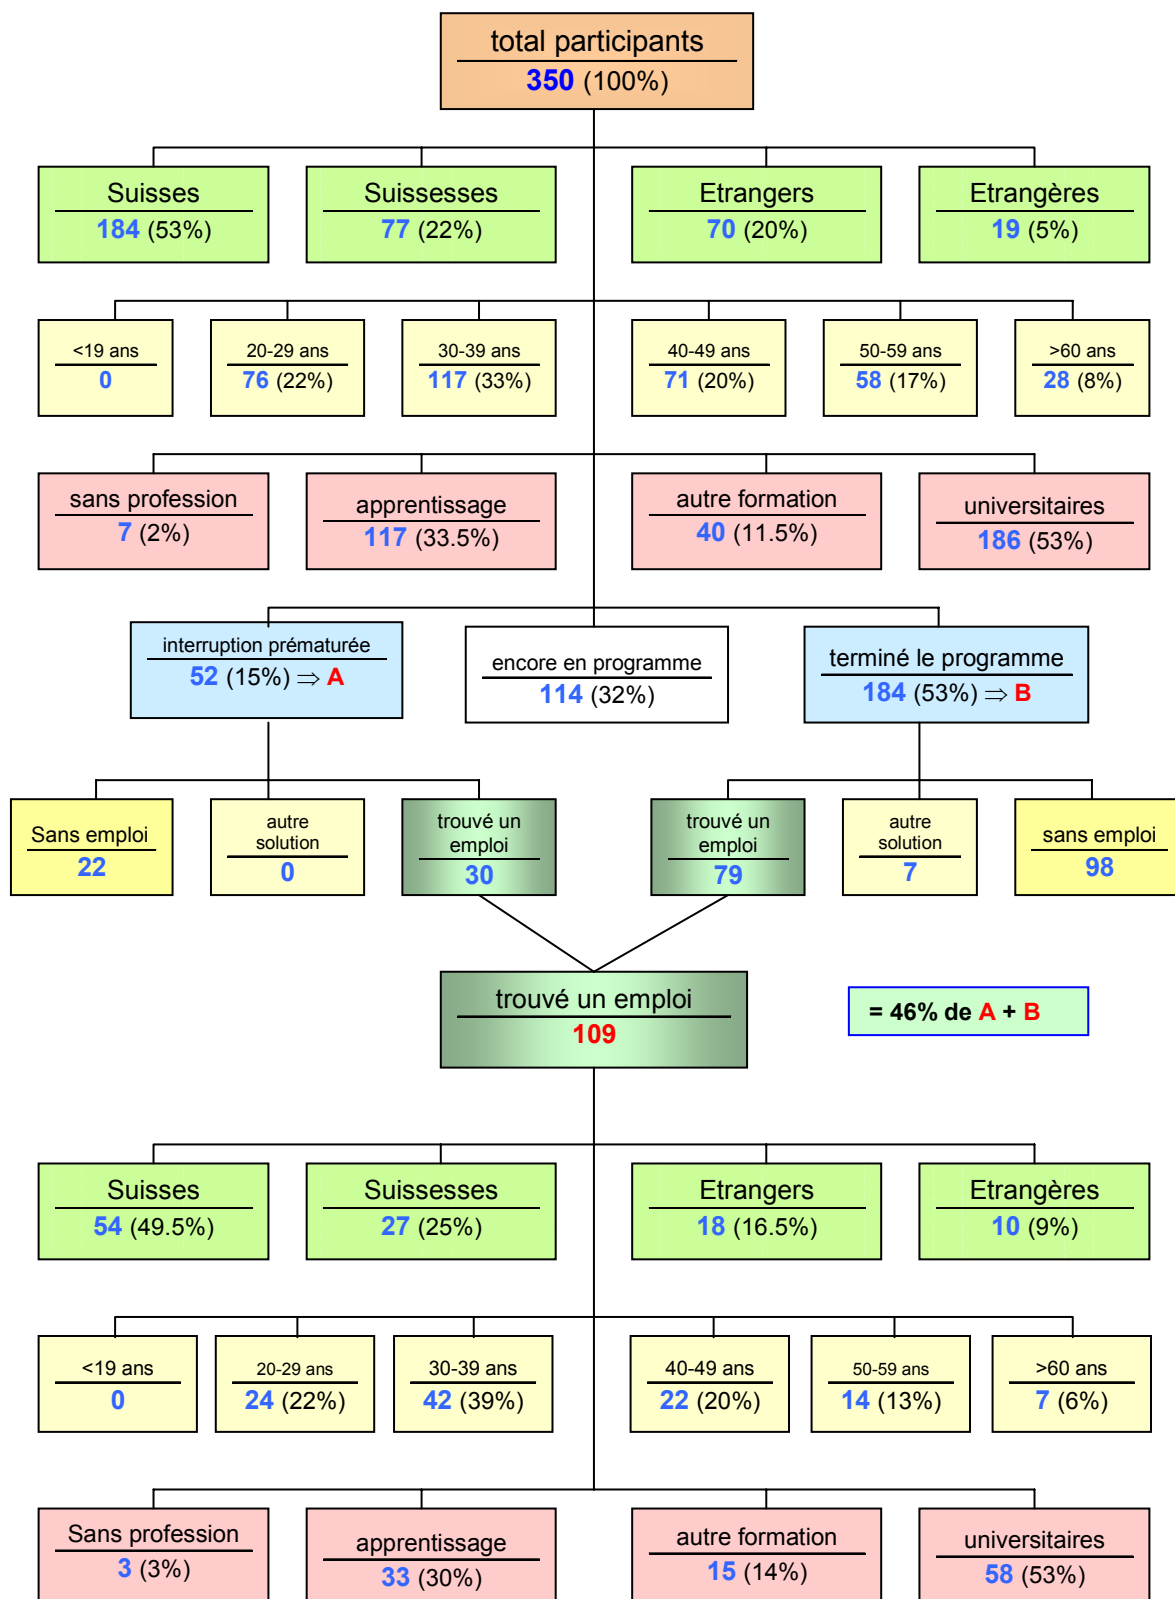 total participants
350 (100%)
Suisses
184 (53%)
Suissesses
77 (22%)
Etrangers
70 (20%)
Etrangères
19 (5%)
<19 ans
0
20-29 ans
76 (22%)
30-39 ans
117 (33%)
40-49 ans
71 (20%)
50-59 ans
58 (17%)
>60 ans
28 (8%)
sans profession
7 (2%)
apprentissage
117 (33.5%)
autre formation
40 (11.5%)
universitaires
186 (53%)
interruption prématurée
52 (15%) ⇒ A
encore en programme
114 (32%)
terminé le programme
184 (53%) ⇒ B
Sans emploi
22
autre
solution
0
trouvé un
emploi
30
trouvé un
emploi
79
autre
solution
7
sans emploi
98
trouvé un emploi
109
= 46% de A + B
Suisses
54 (49.5%)
Suissesses
27 (25%)
Etrangers
18 (16.5%)
Etrangères
10 (9%)
<19 ans
0
20-29 ans
24 (22%)
30-39 ans
42 (39%)
40-49 ans
22 (20%)
50-59 ans
14 (13%)
>60 ans
7 (6%)
Sans profession
3 (3%)
apprentissage
33 (30%)
autre formation
15 (14%)
universitaires
58 (53%)